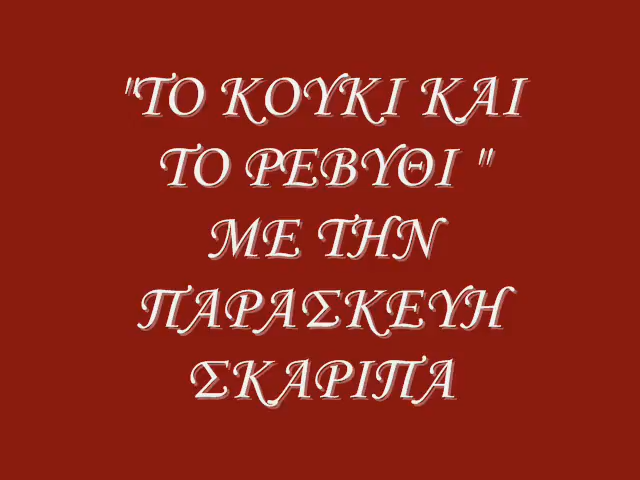 "ΤΟ ΚΟΥΚΙ ΚΑΙ
ΤΟ ΡΕΒΥΘΙ "
ΜΕ ΤΗΝ
ΠΑΡΑΣΚΕΥΗ
ΣΚΑΡΙΠΑ